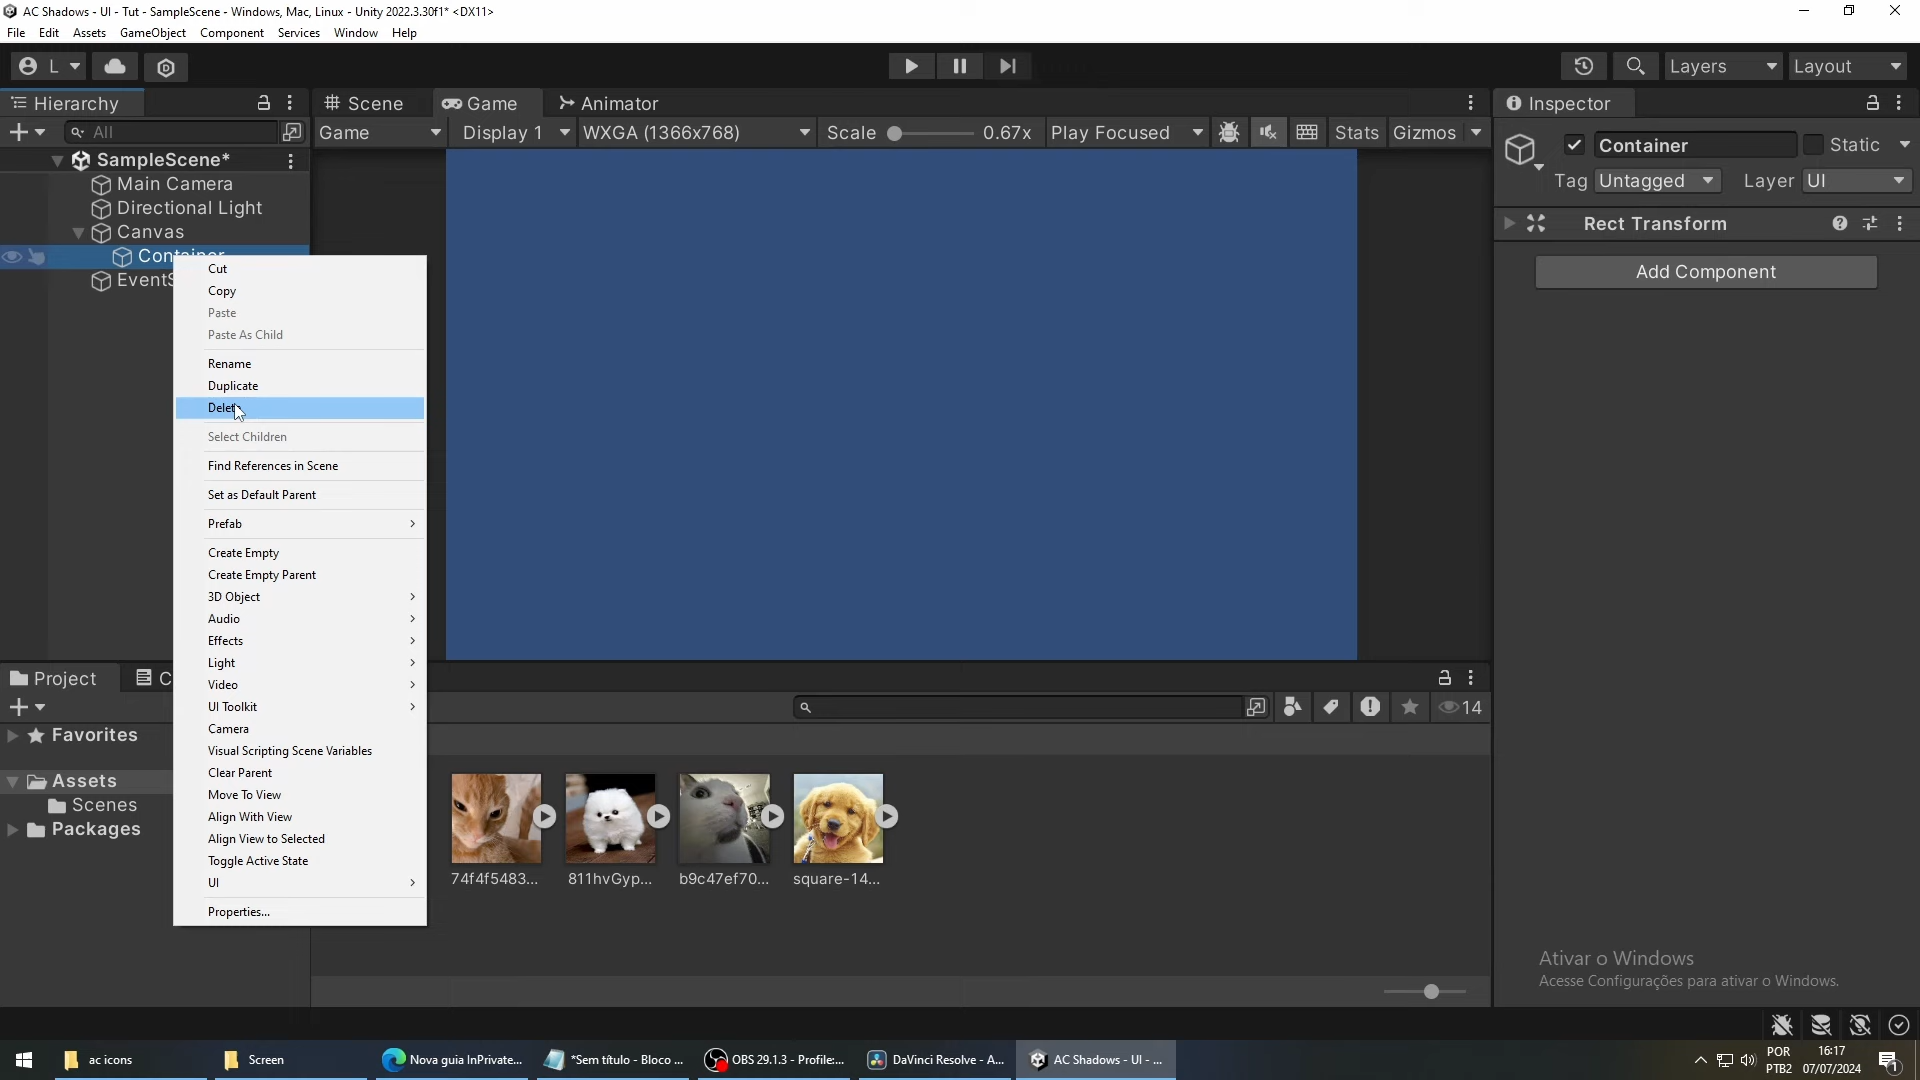 AC Shadows - UI - Tut - SampleScene - Windows, Mac, Linux - Unity 2022.3.30f1* <DX11>
File Edit Assets GameObject Component Services Window Help
L Layers Layout
Hierarchy Scene Game Animator Inspector
All Game Display 1 WXGA (1366x768) Scale 0.67x Play Focused Stats Gizmos
Container Static
Tag Untagged Layer UI
SampleScene*
Main Camera
Directional Light
Canvas
Rect Transform
Add Component
Cut
Copy
Paste
Paste As Child
Rename
Duplicate
Delete
Select Children
Find References in Scene
Set as Default Parent
Prefab
Create Empty
Create Empty Parent
3D Object
Audio
Effects
Light
Video
UI Toolkit
Camera
Visual Scripting Scene Variables
Clear Parent
Move To View
Align With View
Align View to Selected
Toggle Active State
UI
Properties...
Project C
14
Favorites
Assets
Scenes
Packages
74f4f5483... 811hvGyp... b9c47ef70... square-14...
Ativar o Windows
Acesse Configurações para ativar o Windows.
ac icons Screen Nova guia InPrivate... *Sem título - Bloco ... OBS 29.1.3 - Profile:... DaVinci Resolve - A... AC Shadows - UI - ...
POR
PTB2
16:17
07/07/2024
1